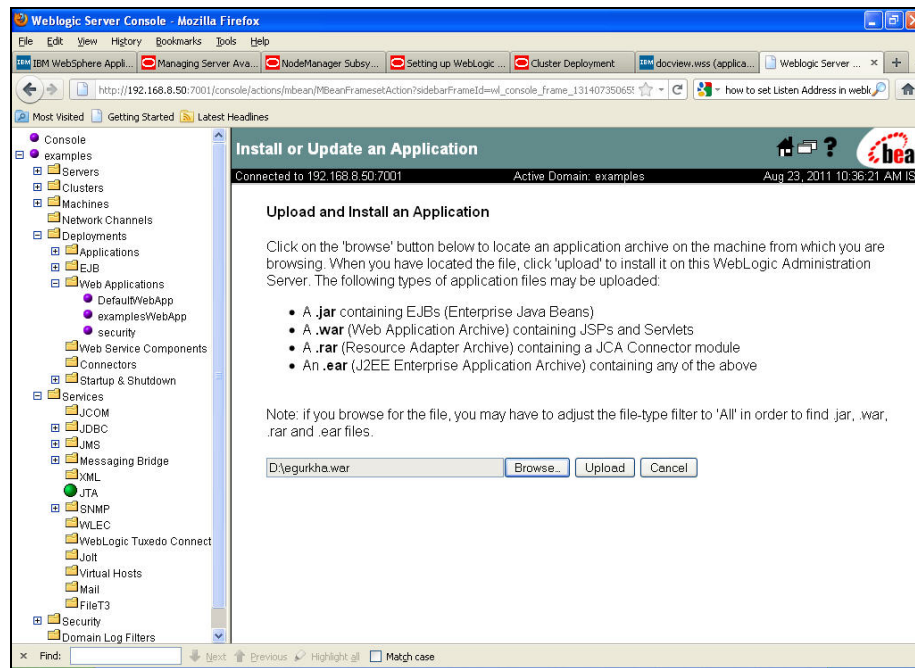 Weblogic Server Console - Mozilla Firefox
File Edit View History Bookmarks Tools Help
IBM WebSphere Appli... Managing Server Ava... NodeManager Subsy... Setting up WebLogic ... Cluster Deployment docview.wss (applica... Weblogic Server ...
http://192.168.8.50:7001/console/actions/mbean/MBeanFramesetAction?sidebarFrameId=wl_console_frame_13140735065 how to set Listen Address in weblo
Most Visited Getting Started Latest Headlines
Console
examples
Servers
Clusters
Machines
Network Channels
Deployments
Applications
EJB
Web Applications
DefaultWebApp
examplesWebApp
security
Web Service Components
Connectors
Startup & Shutdown
Services
JCOM
JDBC
JMS
Messaging Bridge
XML
JTA
SNMP
WLEC
WebLogic Tuxedo Connect
Jolt
Virtual Hosts
Mail
FileT3
Security
Domain Log Filters
Install or Update an Application
? bea
Connected to 192.168.8.50:7001 Active Domain: examples Aug 23, 2011 10:36:21 AM IS
Upload and Install an Application
Click on the 'browse' button below to locate an application archive on the machine from which you are
browsing. When you have located the file, click 'upload' to install it on this WebLogic Administration
Server. The following types of application files may be uploaded:
• A .jar containing EJBs (Enterprise Java Beans)
• A .war (Web Application Archive) containing JSPs and Servlets
• A .rar (Resource Adapter Archive) containing a JCA Connector module
• An .ear (J2EE Enterprise Application Archive) containing any of the above
Note: if you browse for the file, you may have to adjust the file-type filter to 'All' in order to find .jar, .war,
.rar and .ear files.
D:\egurkha.war Browse... Upload Cancel
× Find: Next Previous Highlight all Match case